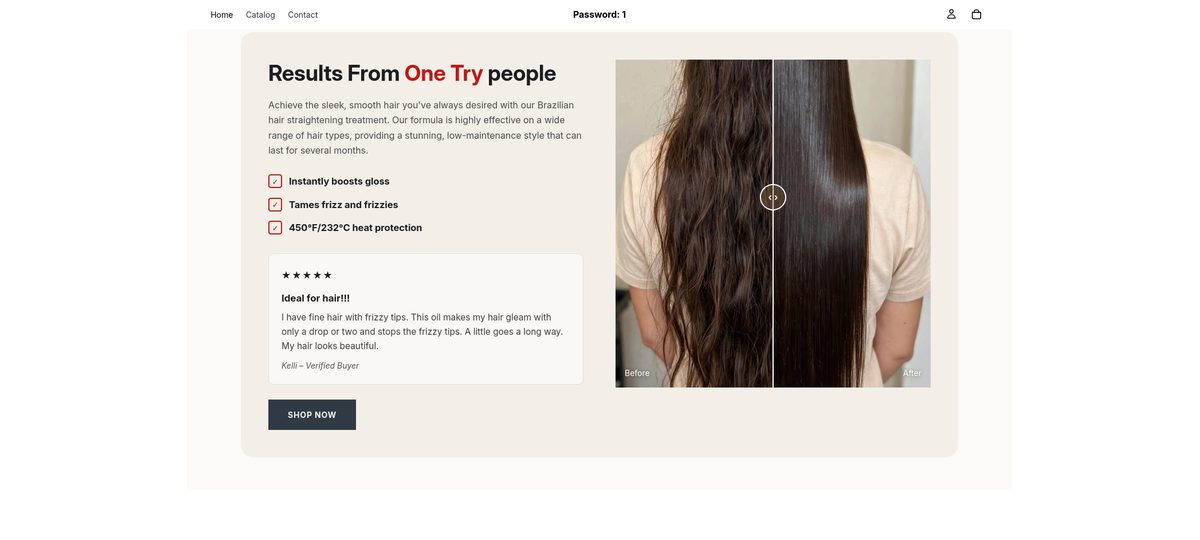 Home Catalog Contact Password: 1
Results From One Try people
Achieve the sleek, smooth hair you've always desired with our Brazilian
hair straightening treatment. Our formula is highly effective on a wide
range of hair types, providing a stunning, low-maintenance style that can
last for several months.
✓ Instantly boosts gloss
✓ Tames frizz and frizzies
✓ 450°F/232°C heat protection
★★★★★
Ideal for hair!!!
I have fine hair with frizzy tips. This oil makes my hair gleam with
only a drop or two and stops the frizzy tips. A little goes a long way.
My hair looks beautiful.
Kelli – Verified Buyer
SHOP NOW
Before After